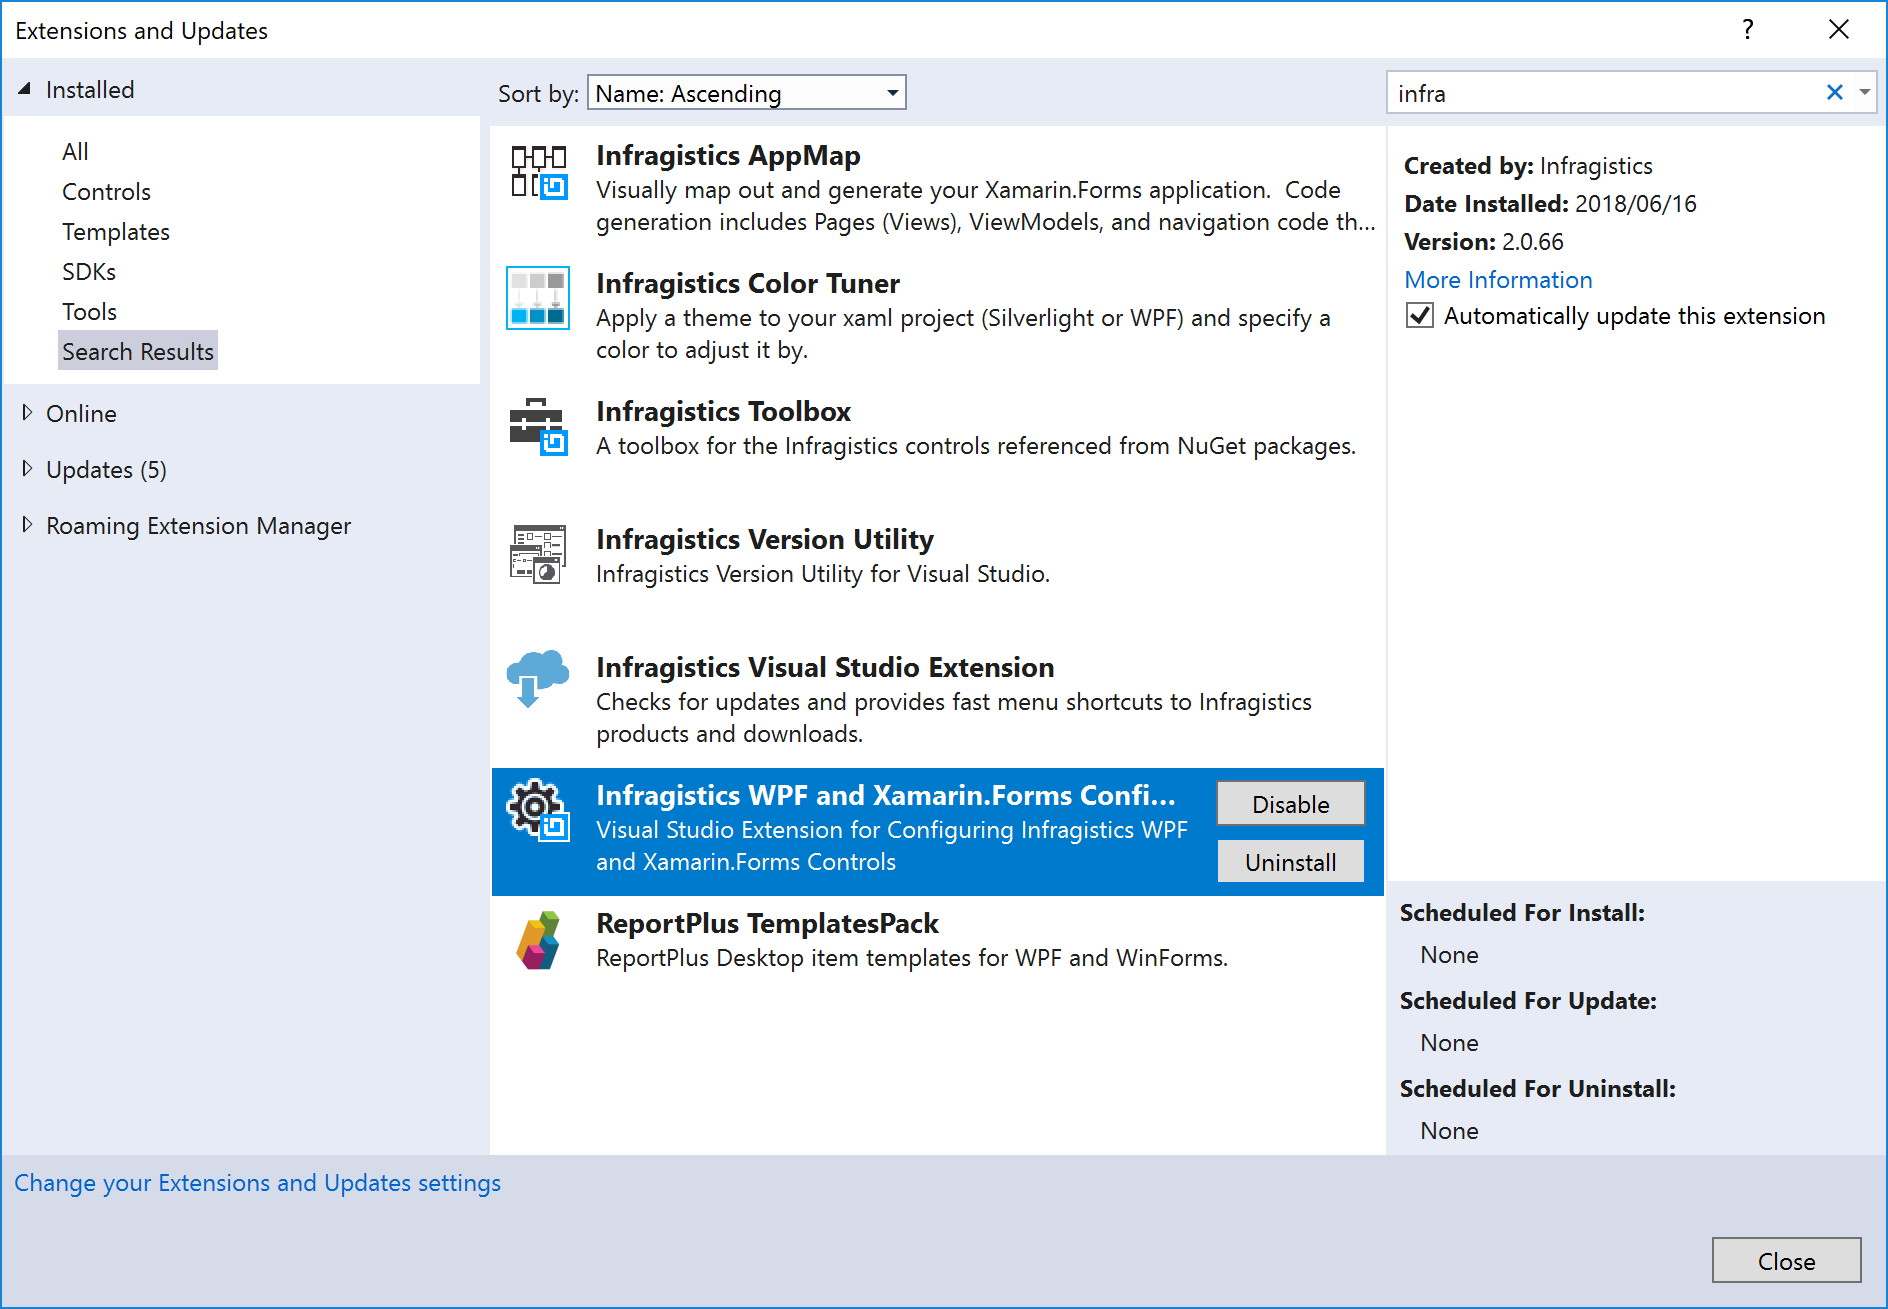 Extensions and Updates
?
Installed
All
Controls
Templates
SDKs
Tools
Search Results
Online
Updates (5)
Roaming Extension Manager
Sort by: Name: Ascending
infra
Infragistics AppMap
Visually map out and generate your Xamarin.Forms application.  Code
generation includes Pages (Views), ViewModels, and navigation code th...
Infragistics Color Tuner
Apply a theme to your xaml project (Silverlight or WPF) and specify a
color to adjust it by.
Infragistics Toolbox
A toolbox for the Infragistics controls referenced from NuGet packages.
Infragistics Version Utility
Infragistics Version Utility for Visual Studio.
Infragistics Visual Studio Extension
Checks for updates and provides fast menu shortcuts to Infragistics
products and downloads.
Infragistics WPF and Xamarin.Forms Confi...
Visual Studio Extension for Configuring Infragistics WPF
and Xamarin.Forms Controls
Disable
Uninstall
ReportPlus TemplatesPack
ReportPlus Desktop item templates for WPF and WinForms.
Created by: Infragistics
Date Installed: 2018/06/16
Version: 2.0.66
More Information
Automatically update this extension
Scheduled For Install:
None
Scheduled For Update:
None
Scheduled For Uninstall:
None
Change your Extensions and Updates settings
Close